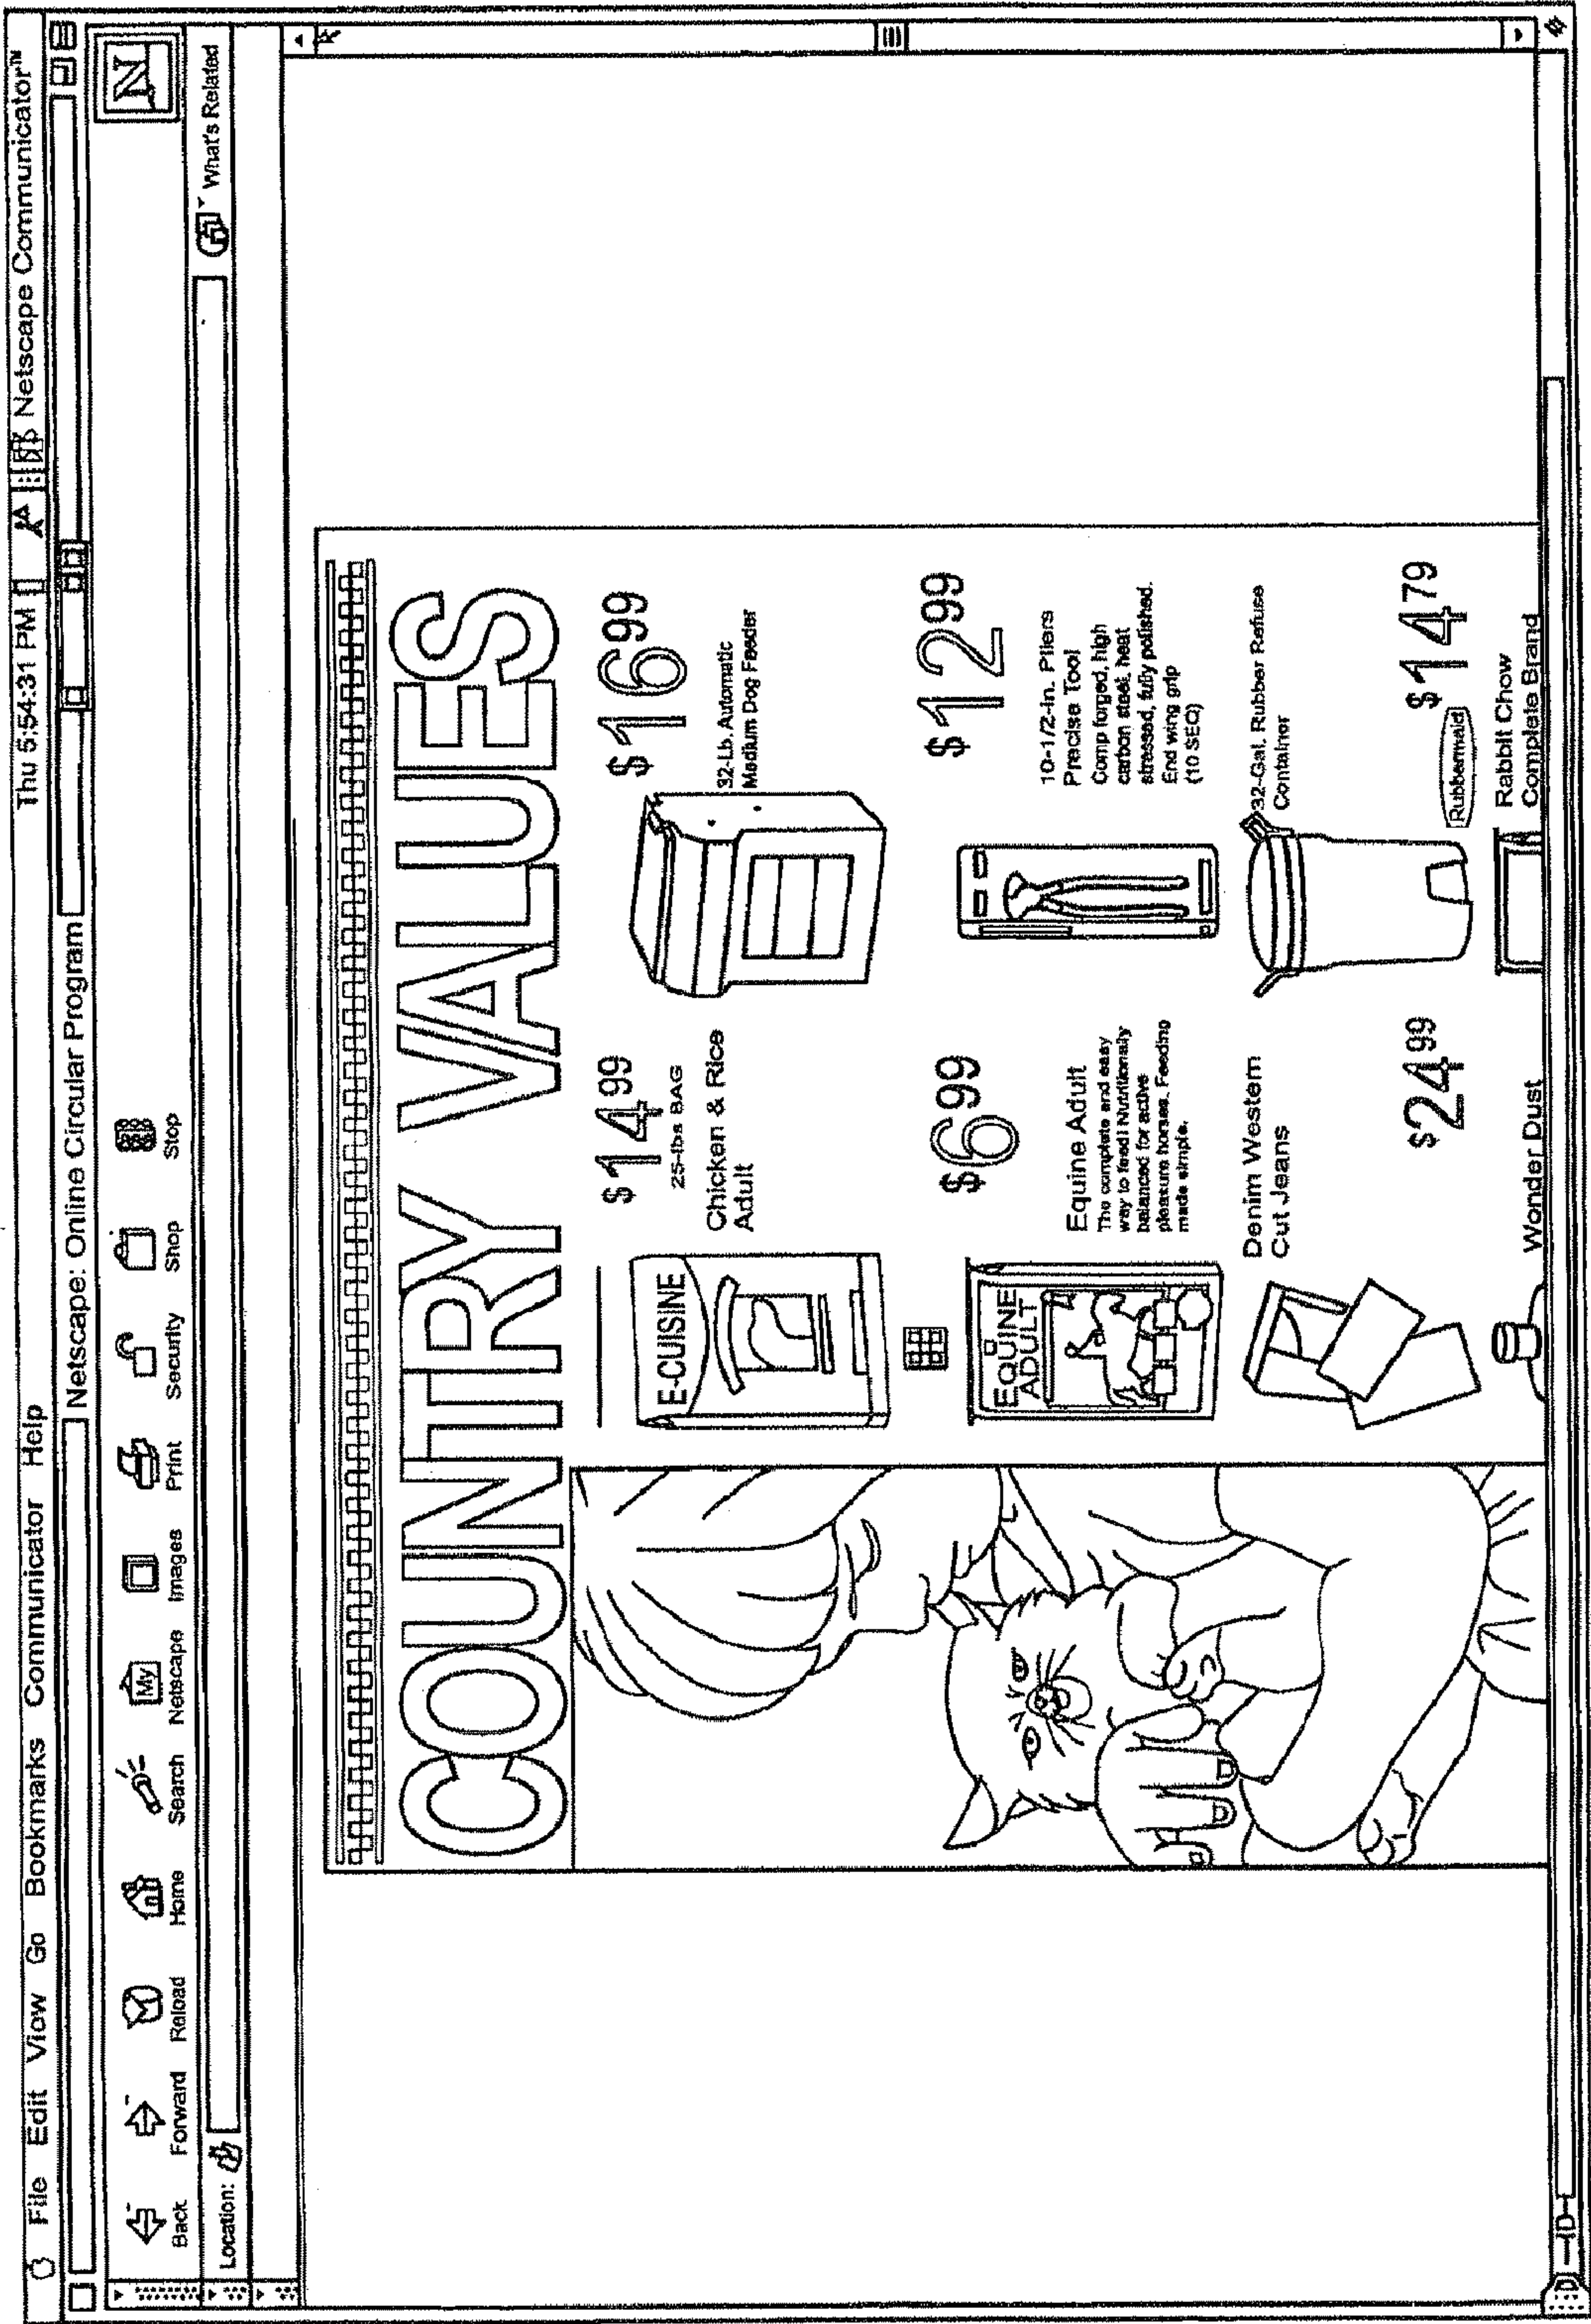 File Edit View Go Bookmarks Communicator Help
Thu 5:54:31 PM
Netscape Communicator™
Netscape: Online Circular Program
N
My
Back
Forward
Reload
Home
Search
Netscape
Images
Print
Security
Shop
Stop
Location:
What's Related
COUNTRY VALUES
E-CUISINE
$14 99
25-lbs BAG
Chicken & Rice
Adult
$16 99
32-Lb. Automatic
Medium Dog Feeder
EQUINE
ADULT
$6 99
Equine Adult
The complete and easy
way to feed! Nutritionally
balanced for active
pleasure horses. Feeding
made simple.
$12 99
10-1/2-in. Pliers
Precise Tool
Comp forged, high
carbon steel, heat
stressed, fully polished.
End wing grip
(10 SEQ)
Denim Western
Cut Jeans
$24 99
32-Gal. Rubber Refuse
Container
Rubbermaid
$14 79
Wonder Dust
Rabbit Chow
Complete Brand